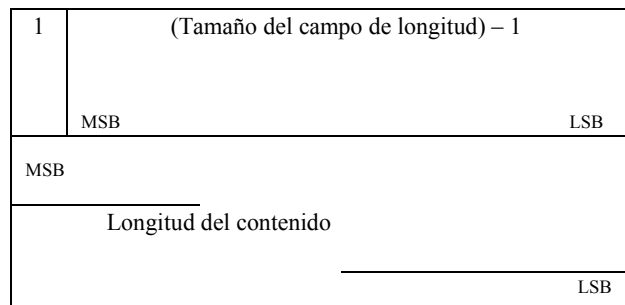 1 (Tamaño del campo de longitud) – 1
MSB LSB
MSB
Longitud del contenido
LSB